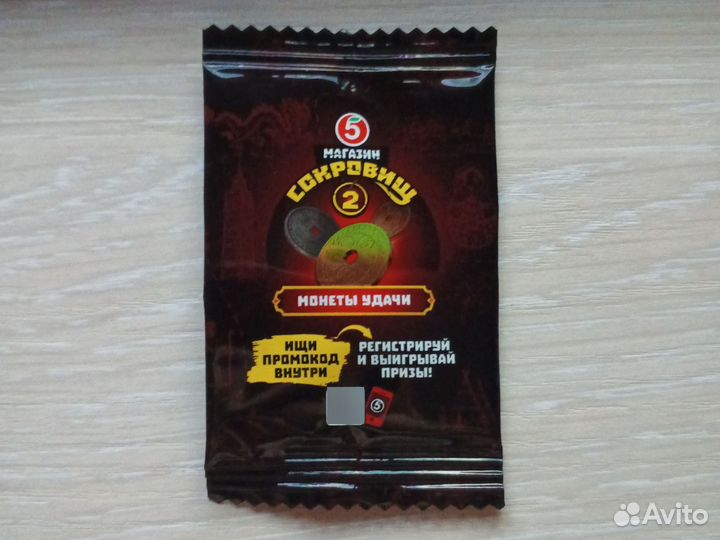 5
МАГАЗИН
СОКРОВИЩ
2
МОНЕТЫ УДАЧИ
ИЩИ
ПРОМОКОД
ВНУТРИ
РЕГИСТРИРУЙ
И ВЫИГРЫВАЙ
ПРИЗЫ!
5
Avito